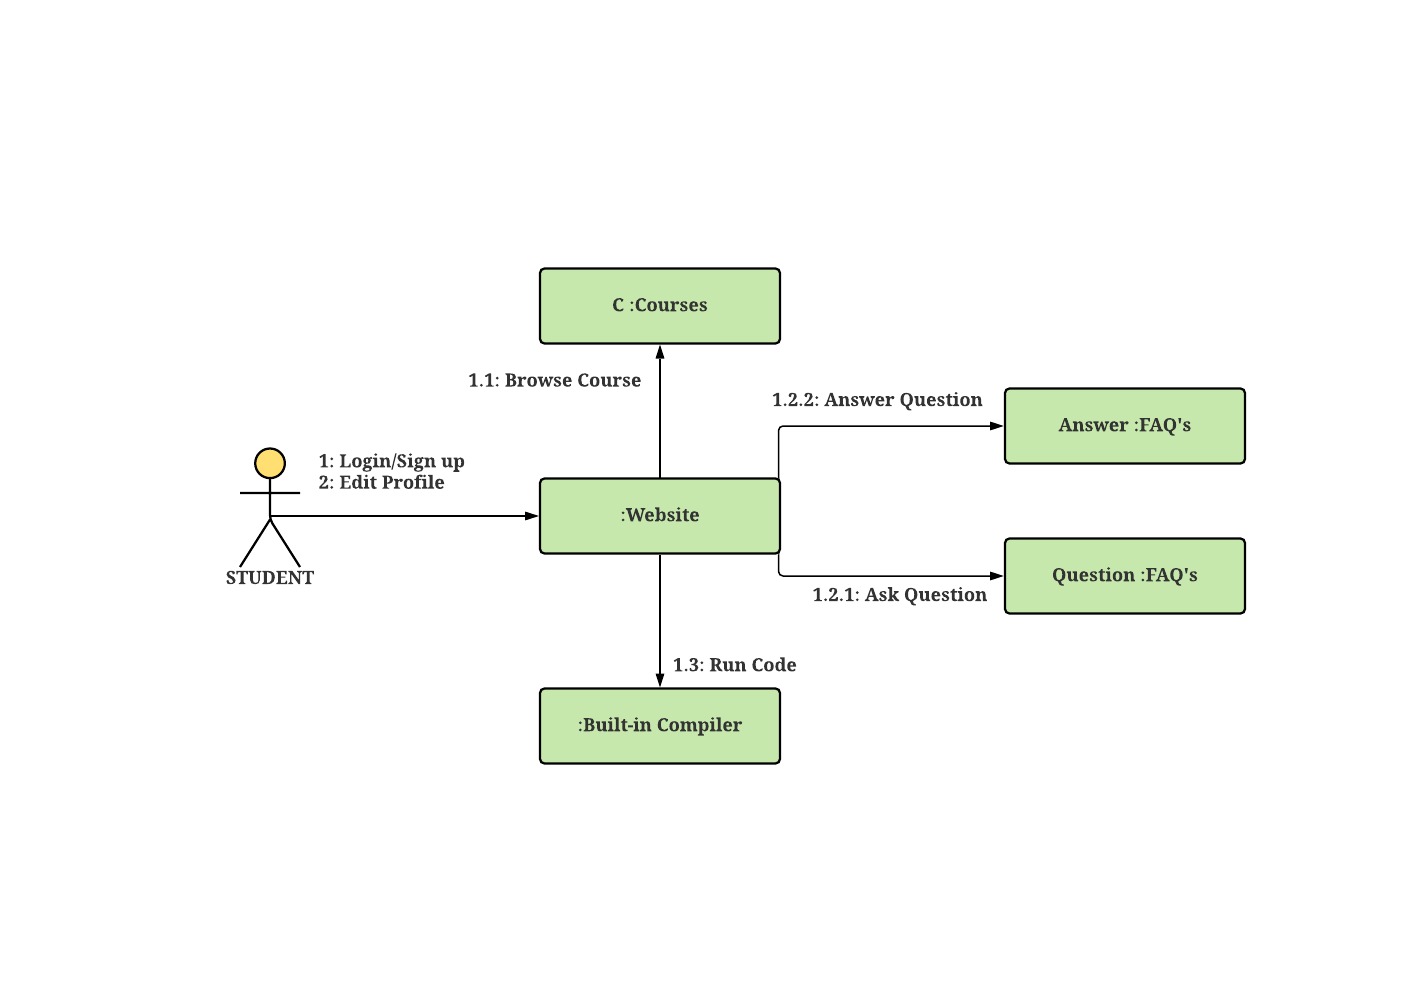 C :Courses
1.1: Browse Course
1.2.2: Answer Question
Answer :FAQ's
1: Login/Sign up
2: Edit Profile
:Website
STUDENT
Question :FAQ's
1.2.1: Ask Question
1.3: Run Code
:Built-in Compiler